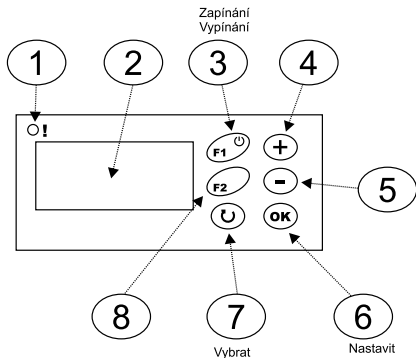 Zapínání
Vypínání
1
2
3
4
!
F1
+
F2
-
5
OK
8
7
6
Vybrat
Nastavit